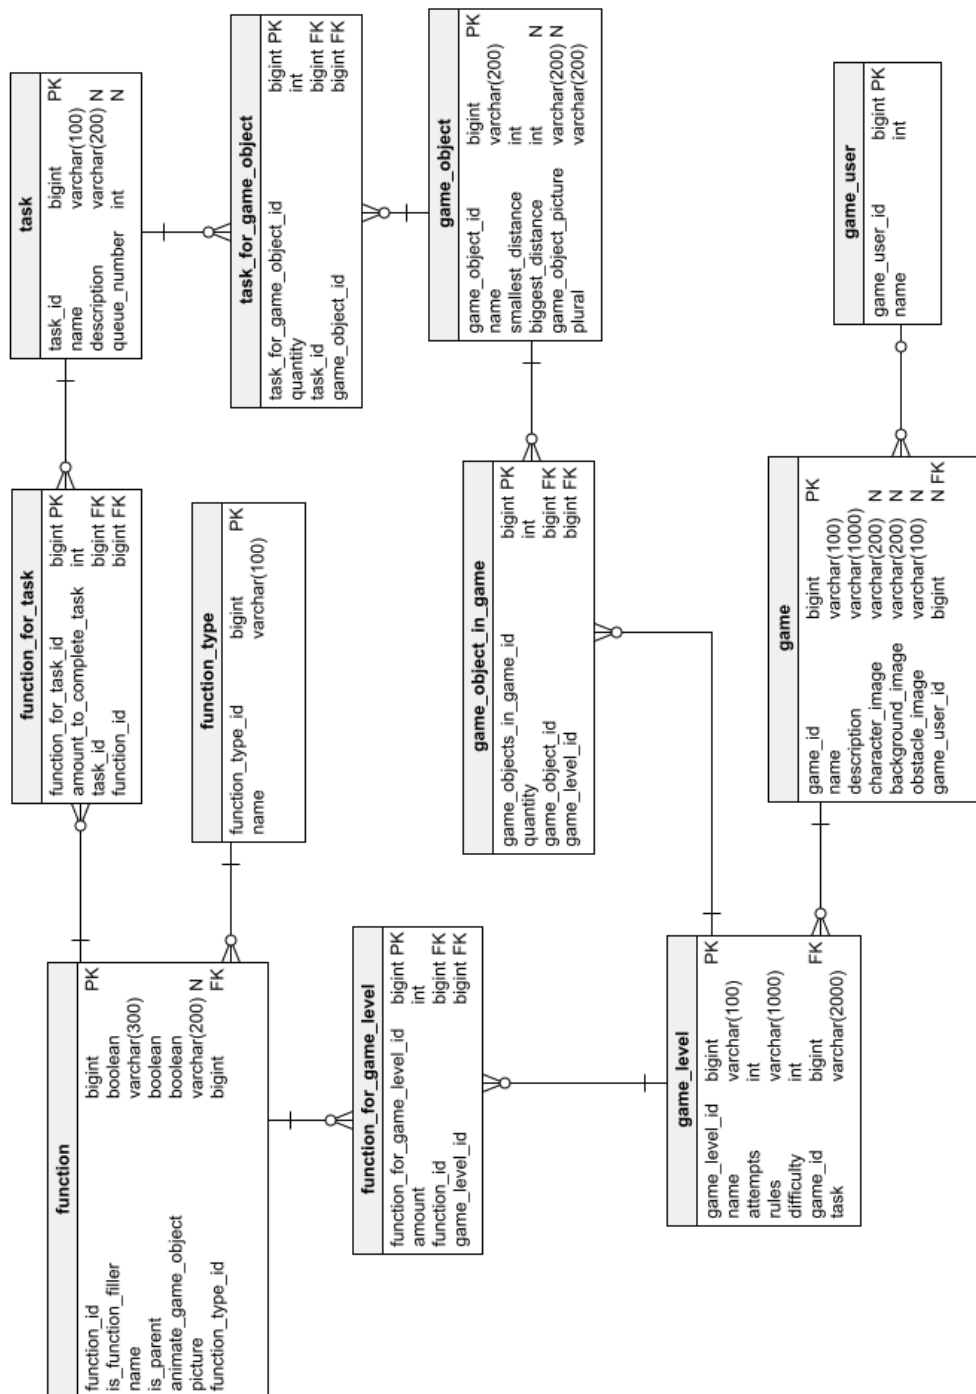 function
function_id bigint PK
is_function_filler boolean
name varchar(300)
is_parent boolean
animate_game_object boolean
picture varchar(200) N
function_type_id bigint FK
function_for_task
function_for_task_id bigint PK
amount_to_complete_task int
task_id bigint FK
function_id bigint FK
task
task_id bigint PK
name varchar(100)
description varchar(200) N
queue_number int N
function_type
function_type_id bigint PK
name varchar(100)
task_for_game_object
task_for_game_object_id bigint PK
quantity int
task_id bigint FK
game_object_id bigint FK
function_for_game_level
function_for_game_level_id bigint PK
amount int
function_id bigint FK
game_level_id bigint FK
game_object_in_game
game_objects_in_game_id bigint PK
quantity int
game_object_id bigint FK
game_level_id bigint FK
game_object
game_object_id bigint PK
name varchar(200)
smallest_distance int
biggest_distance int N
game_object_picture varchar(200) N
plural varchar(200)
game_level
game_level_id bigint PK
name varchar(100)
attempts int
rules varchar(1000)
difficulty int
game_id bigint FK
task varchar(2000)
game
game_id bigint PK
name varchar(100)
description varchar(1000)
character_image varchar(200) N
background_image varchar(200) N
obstacle_image varchar(100) N
game_user_id bigint N FK
game_user
game_user_id bigint PK
name int